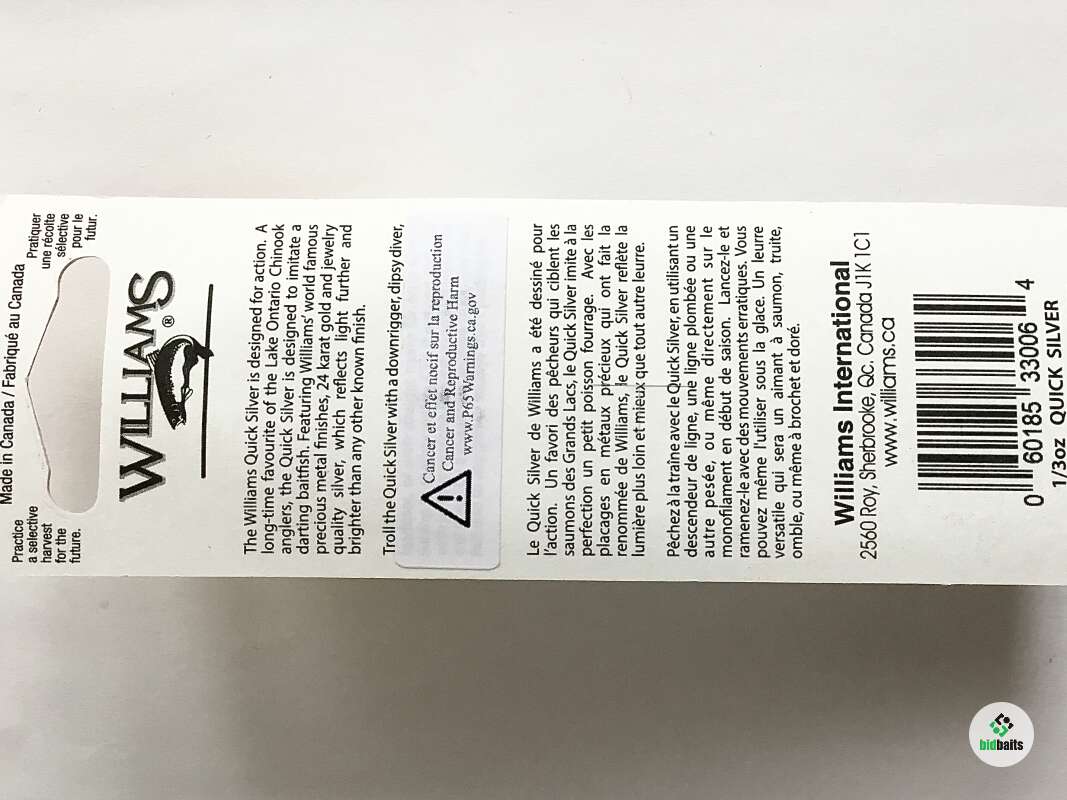 Made in Canada / Fabriqué au Canada
Practice
a selective
harvest
for the
future.
Pratiquer
une récolte
sélective
pour le
futur.
WILLIAMS
®
The Williams Quick Silver is designed for action. A
long-time favourite of the Lake Ontario Chinook
anglers, the Quick Silver is designed to imitate a
darting baitfish. Featuring Williams' world famous
precious metal finishes, 24 karat gold and jewelry
quality silver, which reflects light further and
brighter than any other known finish.
Troll the Quick Silver with a downrigger, dipsy diver,
Cancer et effet nocif sur la reproduction
Cancer and Reproductive Harm
www.P65Warnings.ca.gov
Le Quick Silver de Williams a été dessiné pour
l'action. Un favori des pêcheurs qui ciblent les
saumons des Grands Lacs, le Quick Silver imite à la
perfection un petit poisson fourrage. Avec les
placages en métaux précieux qui ont fait la
renommée de Williams, le Quick Silver reflète la
lumière plus loin et mieux que tout autre leurre.
Pêchez à la traine avec le Quick Silver, en utilisant un
descendeur de ligne, une ligne plombée ou une
autre pesée, ou même directement sur le
monofilament en début de saison. Lancez-le et
ramenez-le avec des mouvements erratiques. Vous
pouvez même l'utiliser sous la glace. Un leurre
versatile qui sera un aimant à saumon, truite,
omble, ou même à brochet et doré.
Williams International
2560 Roy, Sherbrooke, Qc. Canada J1K 1C1
www.williams.ca
0 60185 33006 4
1/3oz QUICK SILVER
bidbaits